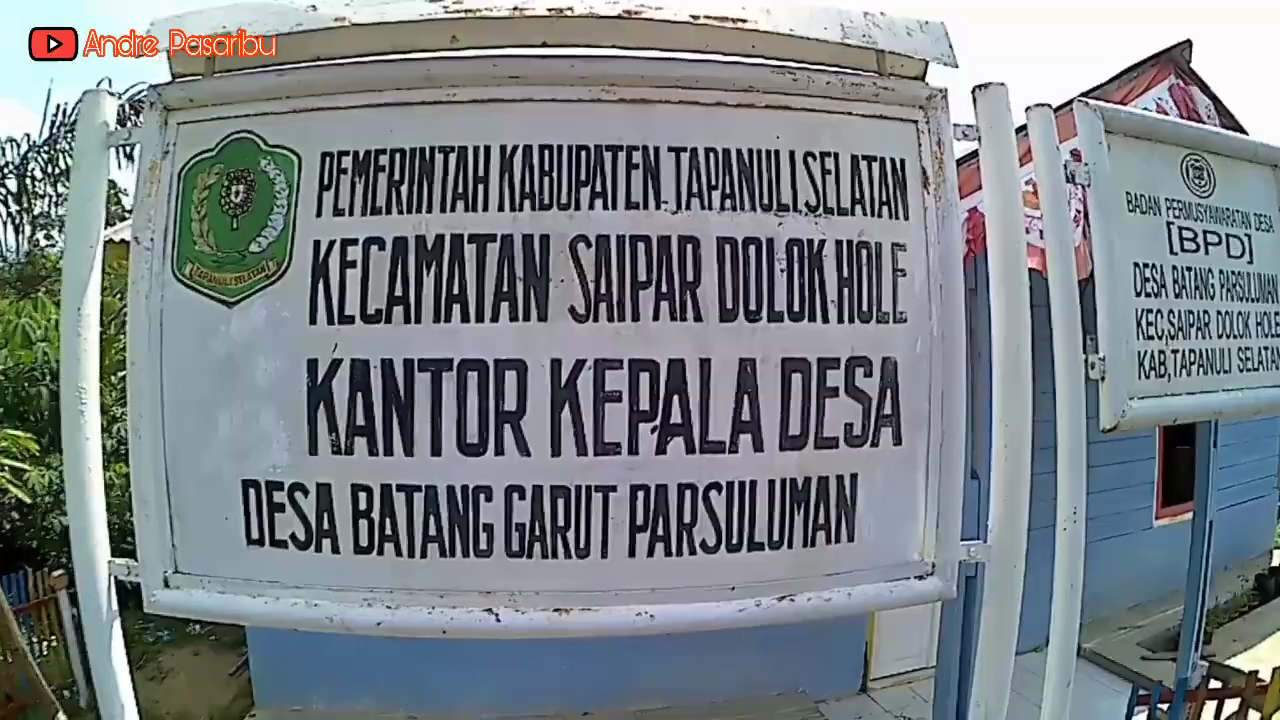 Andre Pasaribu
PEMERINTAH KABUPATEN TAPANULI SELATAN
KECAMATAN SAIPAR DOLOK HOLE
KANTOR KEPALA DESA
DESA BATANG GARUT PARSULUMAN
TAPANULI SELATAN
BADAN PERMUSYAWARATAN DESA
[BPD]
DESA BATANG PARSULUMAN
KEC,SAIPAR DOLOK HOLE
KAB,TAPANULI SELATAN